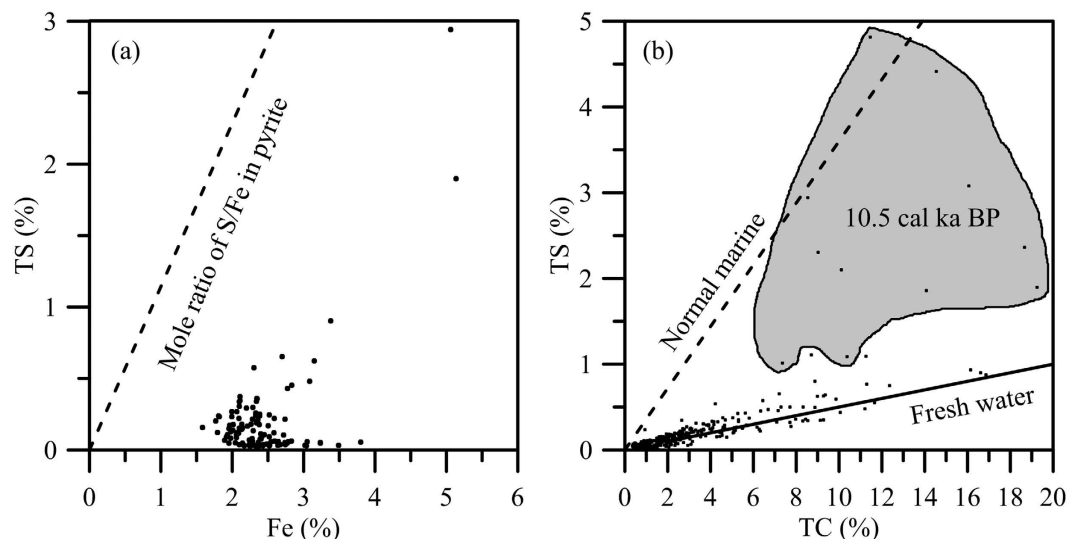 (a)
Mole ratio of S/Fe in pyrite
TS (%)
3
2
1
0
0 1 2 3 4 5 6
Fe (%)
(b)
Normal marine
10.5 cal ka BP
Fresh water
TS (%)
5
4
3
2
1
0
0 2 4 6 8 10 12 14 16 18 20
TC (%)